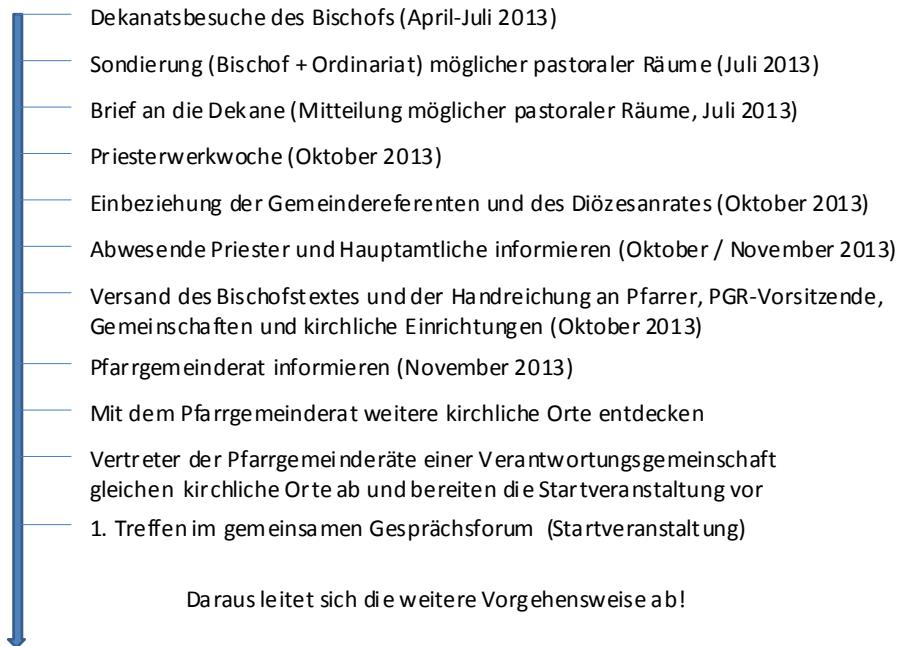 Dekanatsbesuche des Bischofs (April-Juli 2013)
Sondierung (Bischof + Ordinariat) möglicher pastoraler Räume (Juli 2013)
Brief an die Dekane (Mitteilung möglicher pastoraler Räume, Juli 2013)
Priesterwerkwoche (Oktober 2013)
Einbeziehung der Gemeindereferenten und des Diözesanrates (Oktober 2013)
Abwesende Priester und Hauptamtliche informieren (Oktober / November 2013)
Versand des Bischofstextes und der Handreichung an Pfarrer, PGR-Vorsitzende,
Gemeinschaften und kirchliche Einrichtungen (Oktober 2013)
Pfarrgemeinderat informieren (November 2013)
Mit dem Pfarrgemeinderat weitere kirchliche Orte entdecken
Vertreter der Pfarrgemeinderäte einer Verantwortungsgemeinschaft
gleichen kirchliche Orte ab und bereiten die Startveranstaltung vor
1. Treffen im gemeinsamen Gesprächsforum (Startveranstaltung)
Daraus leitet sich die weitere Vorgehensweise ab!